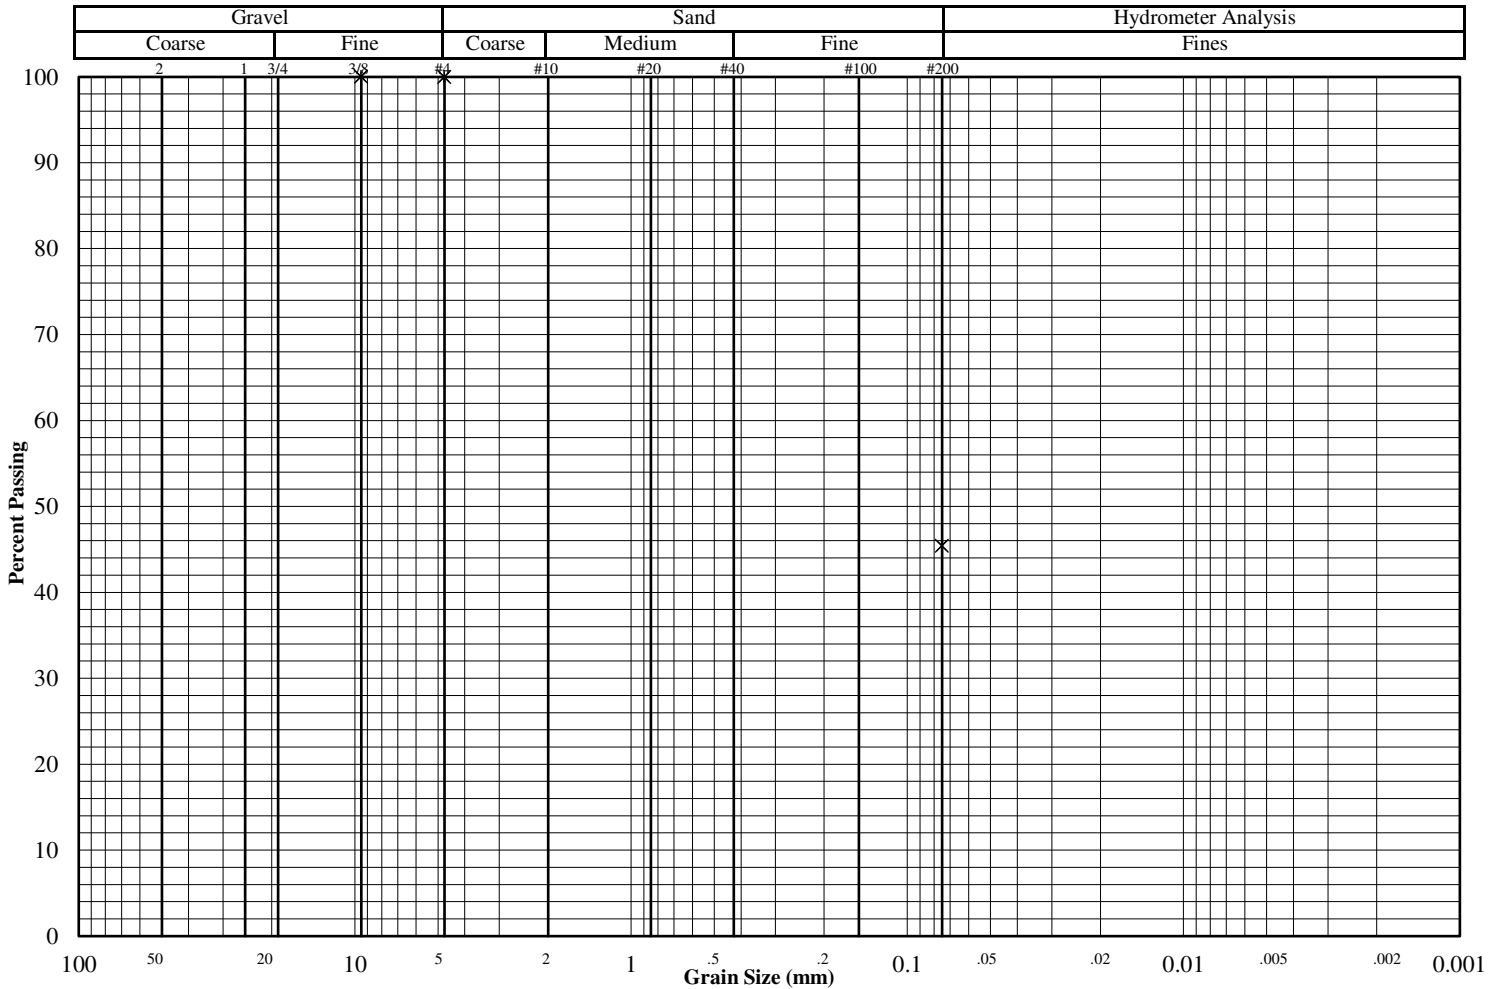 Gravel Sand Hydrometer Analysis
Coarse Fine Coarse Medium Fine Fines
2 1 3/4 3/8 #4 #10 #20 #40 #100 #200
100
90
80
70
60
50
40
30
20
10
0
Percent Passing
100 50 20 10 5 2 1 .5 .2 0.1 .05 .02 0.01 .005 .002 0.001
Grain Size (mm)